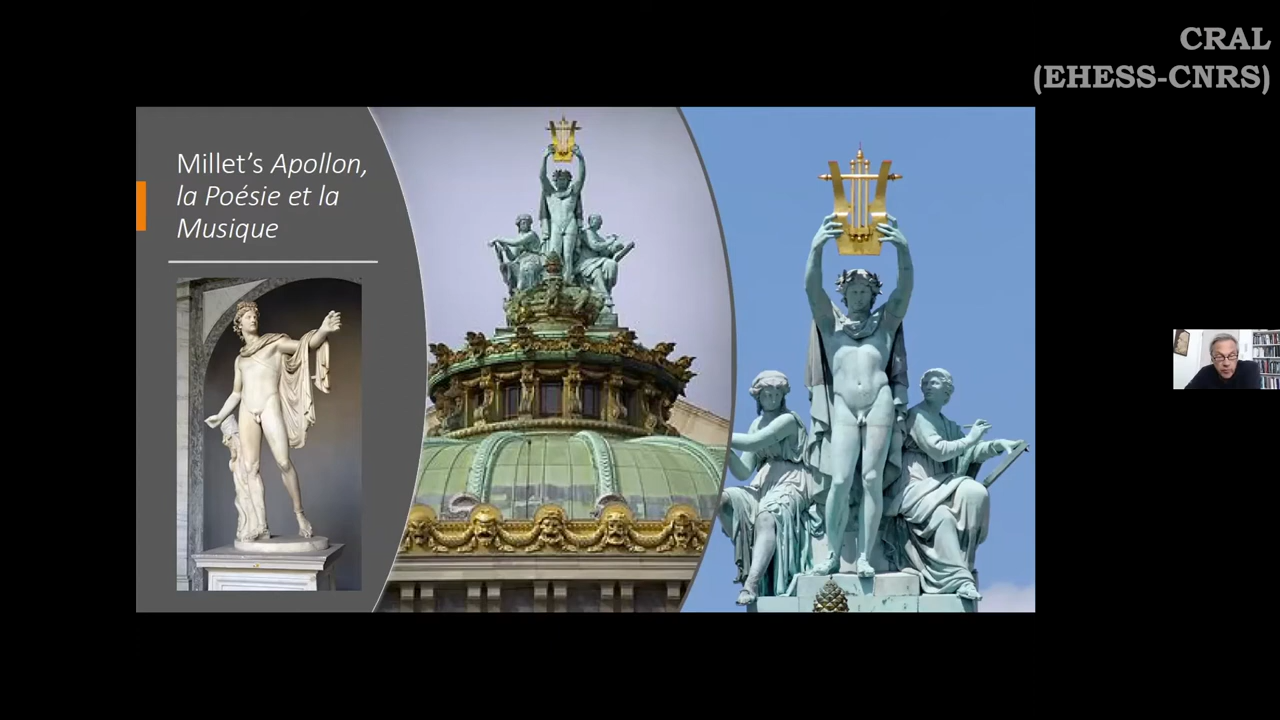 CRAL
(EHESS-CNRS)
Millet’s Apollon,
la Poésie et la
Musique